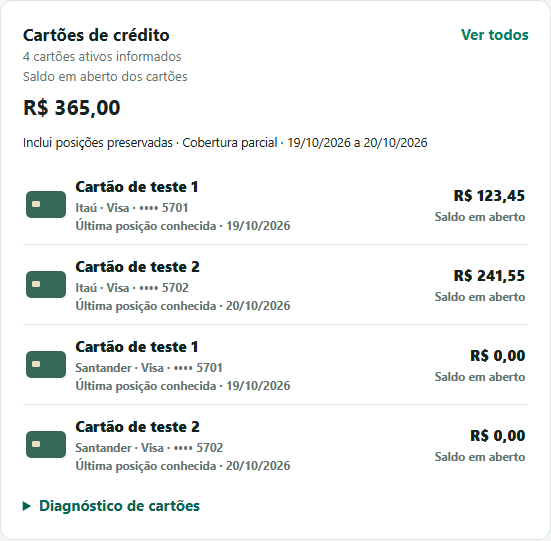 Cartões de crédito
Ver todos
4 cartões ativos informados
Saldo em aberto dos cartões
R$ 365,00
Inclui posições preservadas · Cobertura parcial · 19/10/2026 a 20/10/2026
Cartão de teste 1
R$ 123,45
Itaú · Visa · •••• 5701
Saldo em aberto
Última posição conhecida · 19/10/2026
Cartão de teste 2
R$ 241,55
Itaú · Visa · •••• 5702
Saldo em aberto
Última posição conhecida · 20/10/2026
Cartão de teste 1
R$ 0,00
Santander · Visa · •••• 5701
Saldo em aberto
Última posição conhecida · 19/10/2026
Cartão de teste 2
R$ 0,00
Santander · Visa · •••• 5702
Saldo em aberto
Última posição conhecida · 20/10/2026
▶ Diagnóstico de cartões